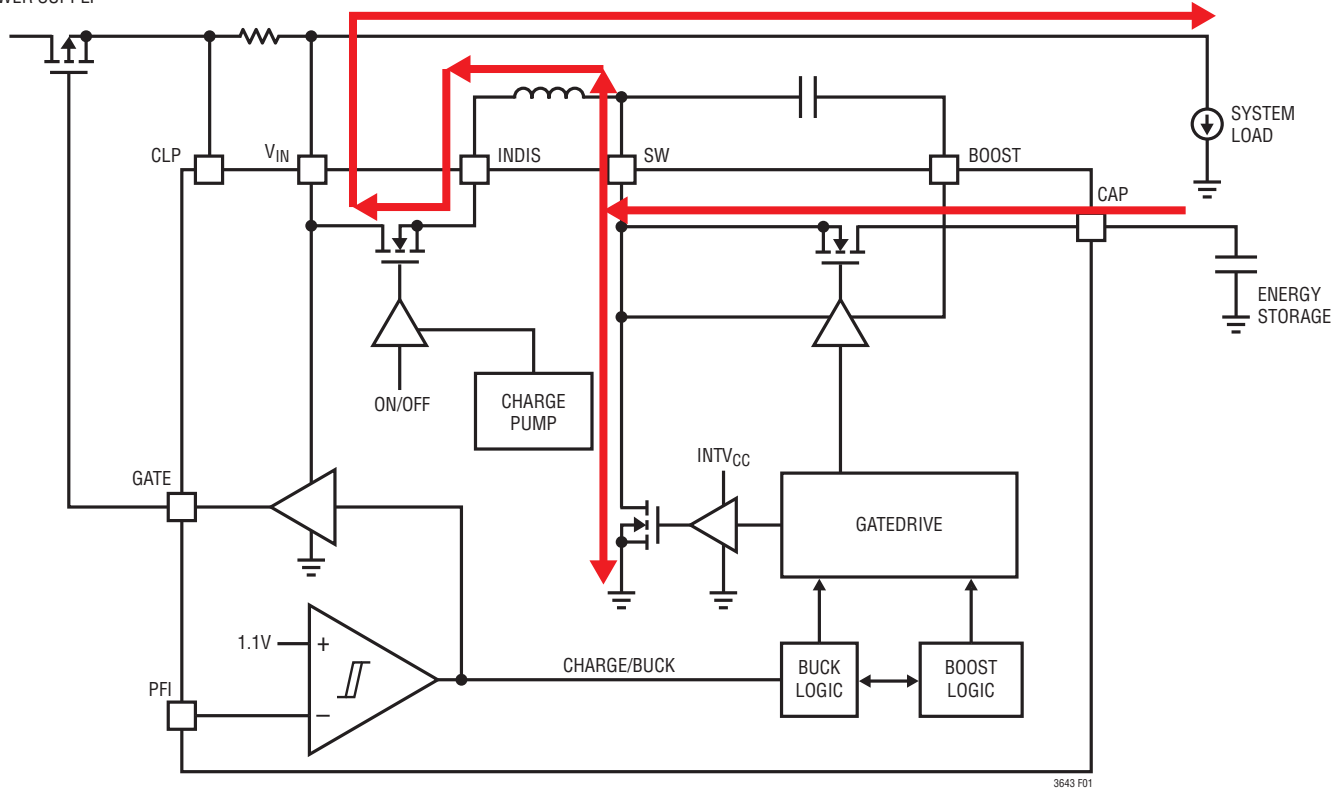 SYSTEM
LOAD
CLP
VIN
INDIS
SW
BOOST
CAP
ENERGY
STORAGE
ON/OFF
CHARGE
PUMP
INTVCC
GATE
GATEDRIVE
1.1V
+
CHARGE/BUCK
BUCK
LOGIC
BOOST
LOGIC
PFI
–
3643 F01